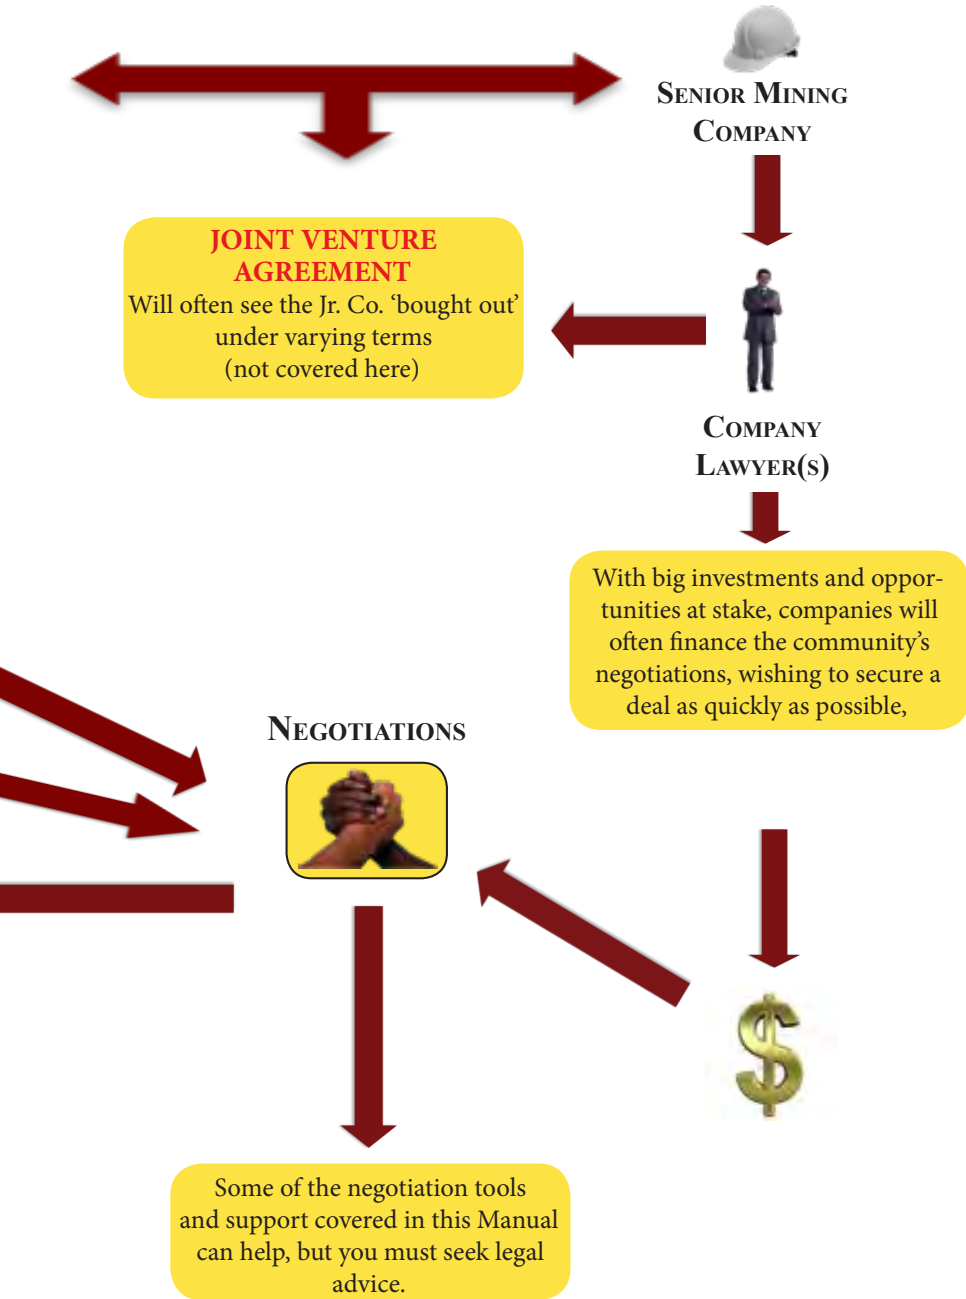 Senior Mining
Company
JOINT VENTURE
AGREEMENT
Will often see the Jr. Co. ‘bought out’
under varying terms
(not covered here)
Company
Lawyer(s)
With big investments and oppor-
tunities at stake, companies will
often finance the community’s
negotiations, wishing to secure a
deal as quickly as possible,
Negotiations
Some of the negotiation tools
and support covered in this Manual
can help, but you must seek legal
advice.